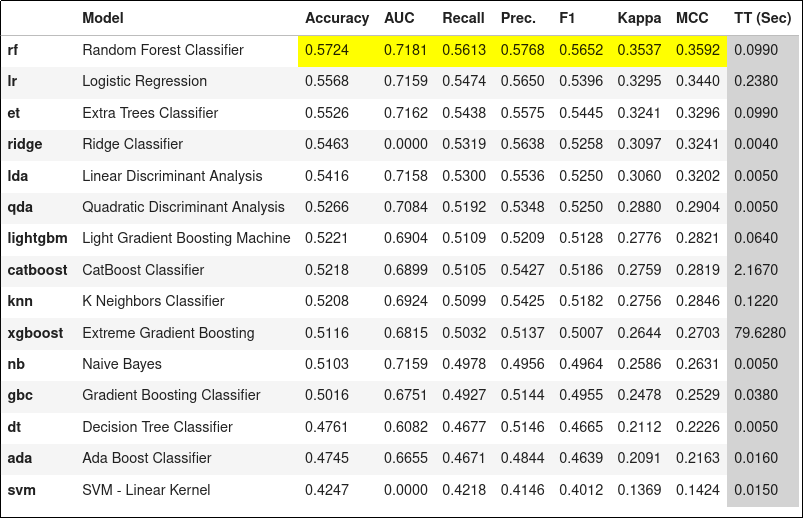 Model Accuracy AUC Recall Prec. F1 Kappa MCC TT (Sec)
rf Random Forest Classifier 0.5724 0.7181 0.5613 0.5768 0.5652 0.3537 0.3592 0.0990
lr Logistic Regression 0.5568 0.7159 0.5474 0.5650 0.5396 0.3295 0.3440 0.2380
et Extra Trees Classifier 0.5526 0.7162 0.5438 0.5575 0.5445 0.3241 0.3296 0.0990
ridge Ridge Classifier 0.5463 0.0000 0.5319 0.5638 0.5258 0.3097 0.3241 0.0040
lda Linear Discriminant Analysis 0.5416 0.7158 0.5300 0.5536 0.5250 0.3060 0.3202 0.0050
qda Quadratic Discriminant Analysis 0.5266 0.7084 0.5192 0.5348 0.5250 0.2880 0.2904 0.0050
lightgbm Light Gradient Boosting Machine 0.5221 0.6904 0.5109 0.5209 0.5128 0.2776 0.2821 0.0640
catboost CatBoost Classifier 0.5218 0.6899 0.5105 0.5427 0.5186 0.2759 0.2819 2.1670
knn K Neighbors Classifier 0.5208 0.6924 0.5099 0.5425 0.5182 0.2756 0.2846 0.1220
xgboost Extreme Gradient Boosting 0.5116 0.6815 0.5032 0.5137 0.5007 0.2644 0.2703 79.6280
nb Naive Bayes 0.5103 0.7159 0.4978 0.4956 0.4964 0.2586 0.2631 0.0050
gbc Gradient Boosting Classifier 0.5016 0.6751 0.4927 0.5144 0.4955 0.2478 0.2529 0.0380
dt Decision Tree Classifier 0.4761 0.6082 0.4677 0.5146 0.4665 0.2112 0.2226 0.0050
ada Ada Boost Classifier 0.4745 0.6655 0.4671 0.4844 0.4639 0.2091 0.2163 0.0160
svm SVM - Linear Kernel 0.4247 0.0000 0.4218 0.4146 0.4012 0.1369 0.1424 0.0150